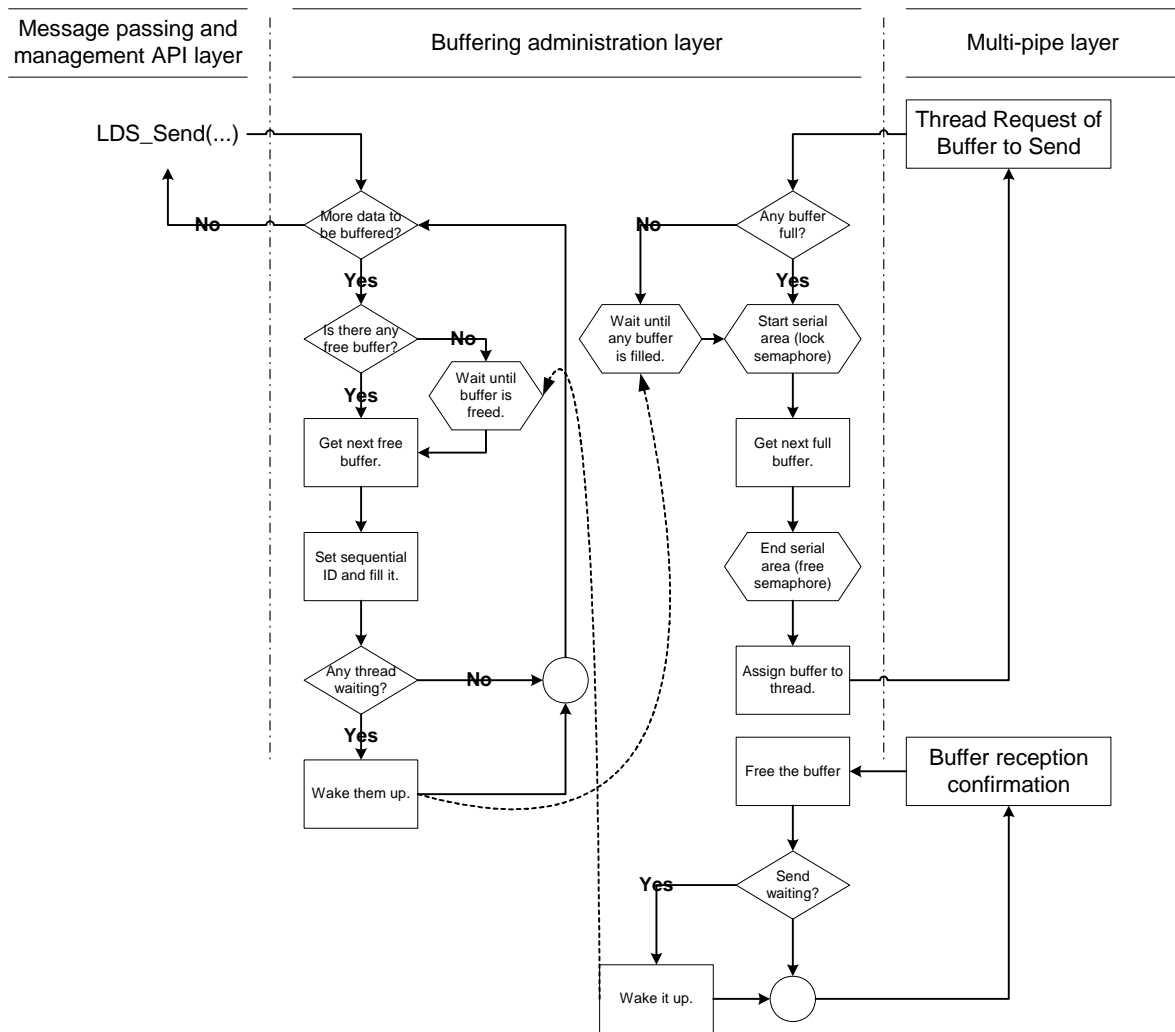 Message passing and
management API layer
Buffering administration layer
Multi-pipe layer
LDS_Send(...)
Thread Request of
Buffer to Send
More data to
be buffered?
No
Any buffer
full?
No
Yes
Yes
Is there any
free buffer?
No
Wait until
any buffer
is filled.
Start serial
area (lock
semaphore)
Wait until
buffer is
freed.
Yes
Get next free
buffer.
Get next full
buffer.
Set sequential
ID and fill it.
End serial
area (free
semaphore)
Any thread
waiting?
No
Assign buffer to
thread.
Yes
Wake them up.
Free the buffer
Buffer reception
confirmation
Send
waiting?
Yes
Wake it up.